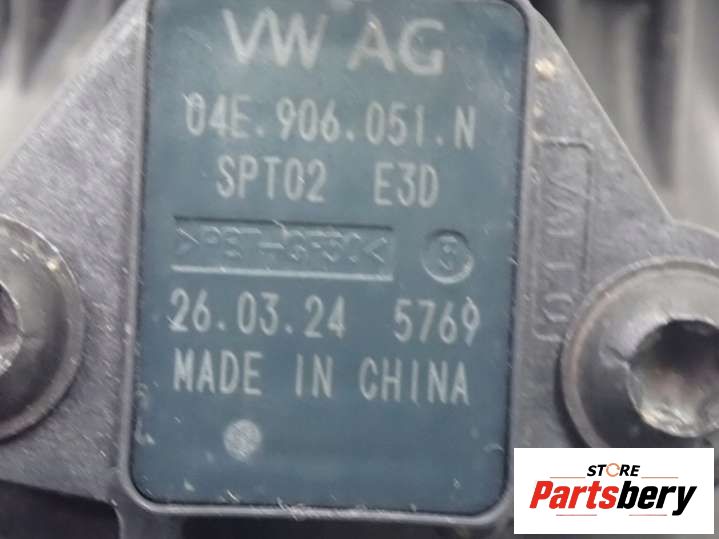 VW AG
04E.906.051.N
SPT02 E3D
>PBT-GF30<
26.03.24 5769
MADE IN CHINA
STORE
Partsbery